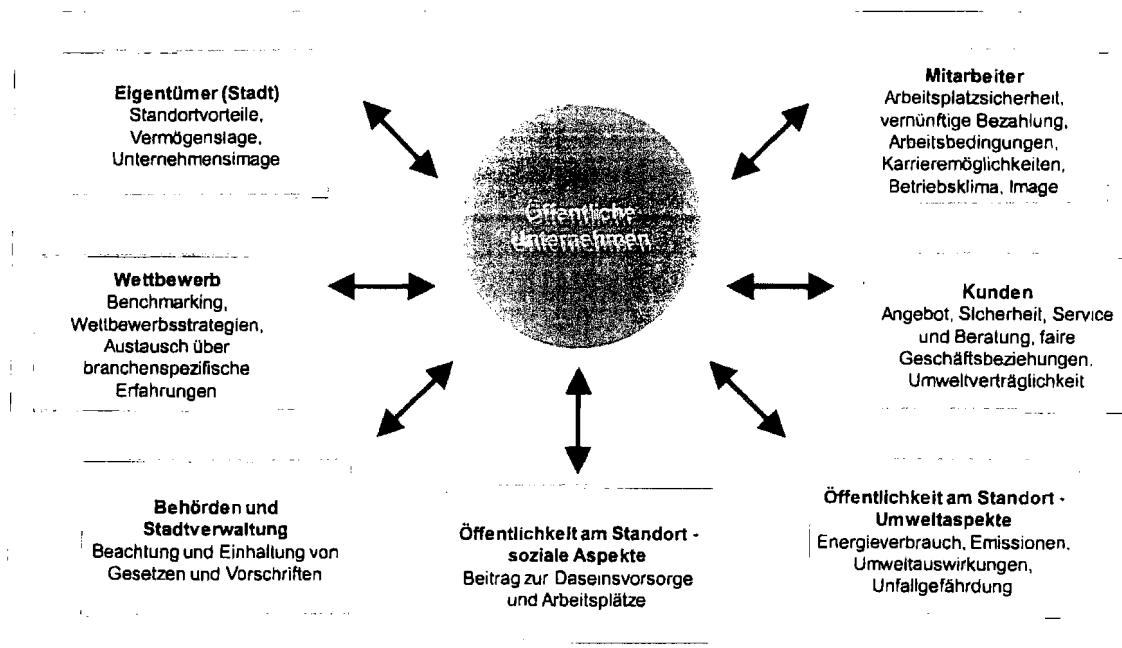 Eigentümer (Stadt)
Standortvorteile,
Vermögenslage,
Unternehmensimage
Mitarbeiter
Arbeitsplatzsicherheit,
vernünftige Bezahlung,
Arbeitsbedingungen,
Karrieremöglichkeiten,
Betriebsklima, Image
Öffentliche
Unternehmen
Wettbewerb
Benchmarking,
Wettbewerbsstrategien,
Austausch über
branchenspezifische
Erfahrungen
Kunden
Angebot, Sicherheit, Service
und Beratung, faire
Geschäftsbeziehungen.
Umweltverträglichkeit
Behörden und
Stadtverwaltung
Beachtung und Einhaltung von
Gesetzen und Vorschriften
Öffentlichkeit am Standort -
soziale Aspekte
Beitrag zur Daseinsvorsorge
und Arbeitsplätze
Öffentlichkeit am Standort -
Umweltaspekte
Energieverbrauch, Emissionen,
Umweltauswirkungen,
Unfallgefährdung